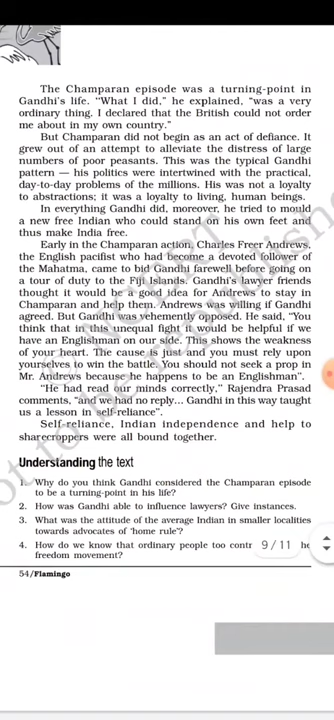 The Champaran episode was a turning-point in
Gandhi's life. "What I did," he explained, "was a very
ordinary thing. I declared that the British could not order
me about in my own country."
But Champaran did not begin as an act of defiance. It
grew out of an attempt to alleviate the distress of large
numbers of poor peasants. This was the typical Gandhi
pattern — his politics were intertwined with the practical,
day-to-day problems of the millions. His was not a loyalty
to abstractions; it was a loyalty to living, human beings.
In everything Gandhi did, moreover, he tried to mould
a new free Indian who could stand on his own feet and
thus make India free.
Early in the Champaran action, Charles Freer Andrews,
the English pacifist who had become a devoted follower of
the Mahatma, came to bid Gandhi farewell before going on
a tour of duty to the Fiji Islands. Gandhi's lawyer friends
thought it would be a good idea for Andrews to stay in
Champaran and help them. Andrews was willing if Gandhi
agreed. But Gandhi was vehemently opposed. He said, "You
think that in this unequal fight it would be helpful if we
have an Englishman on our side. This shows the weakness
of your heart. The cause is just and you must rely upon
yourselves to win the battle. You should not seek a prop in
Mr. Andrews because he happens to be an Englishman".
"He had read our minds correctly," Rajendra Prasad
comments, "and we had no reply... Gandhi in this way taught
us a lesson in self-reliance".
Self-reliance, Indian independence and help to
sharecroppers were all bound together.
Understanding the text
1. Why do you think Gandhi considered the Champaran episode
to be a turning-point in his life?
2. How was Gandhi able to influence lawyers? Give instances.
3. What was the attitude of the average Indian in smaller localities
towards advocates of 'home rule'?
4. How do we know that ordinary people too contr 9 / 11 he
freedom movement?
54/Flamingo